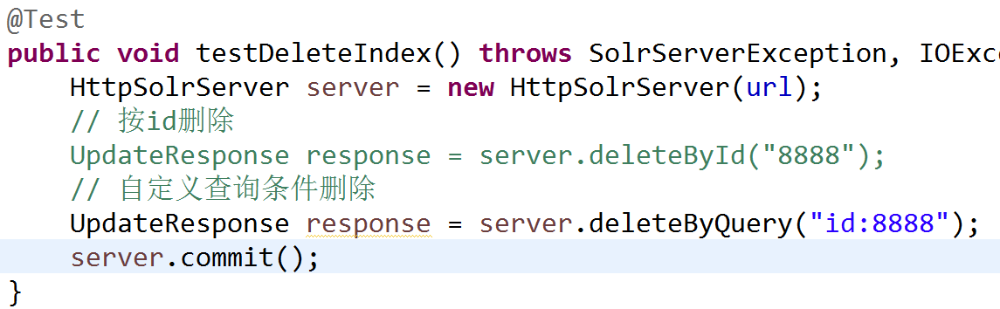 @Test
public void testDeleteIndex() throws SolrServerException, IOExc
HttpSolrServer server = new HttpSolrServer(url);
// 按id删除
UpdateResponse response = server.deleteById("8888");
// 自定义查询条件删除
UpdateResponse response = server.deleteByQuery("id:8888");
server.commit();
}